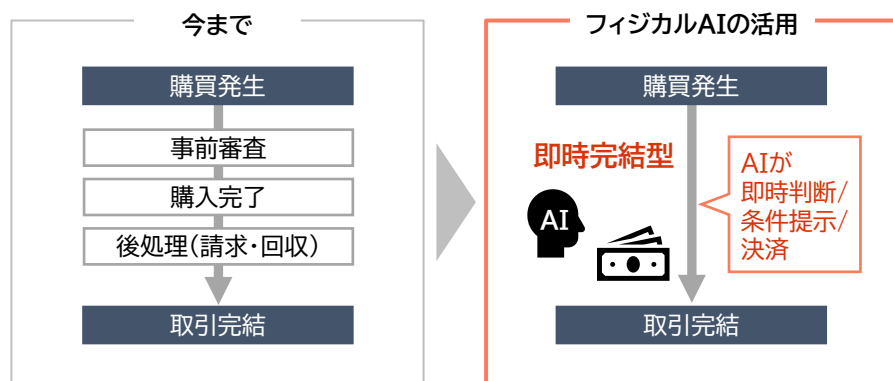 今まで
購買発生
事前審査
購入完了
後処理(請求・回収)
取引完結
フィジカルAIの活用
購買発生
即時完結型
AI
AIが
即時判断/
条件提示/
決済
取引完結